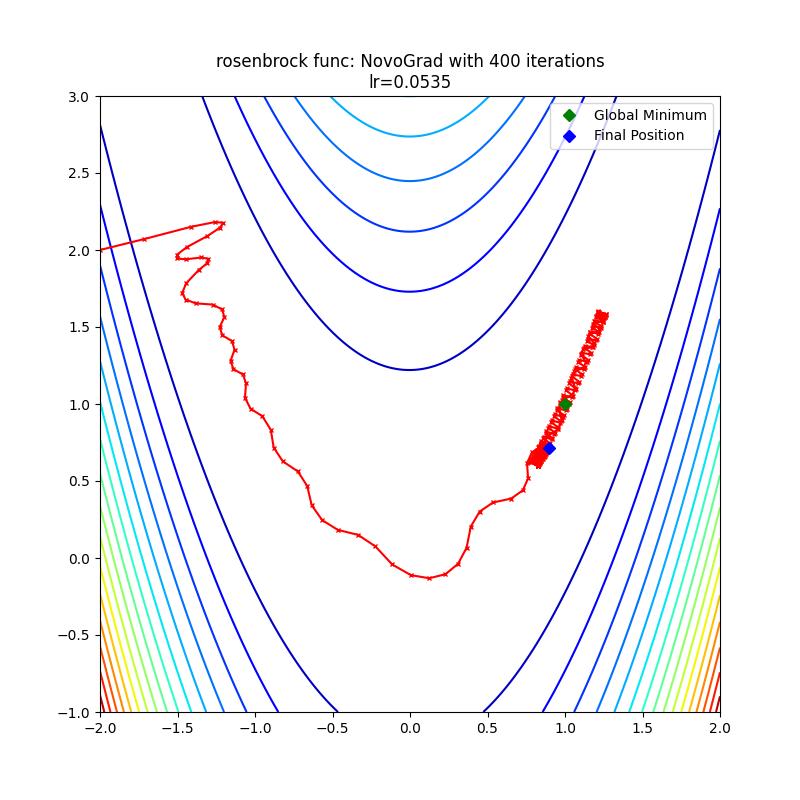 rosenbrock func: NovoGrad with 400 iterations
lr=0.0535
Global Minimum
Final Position
3.0
2.5
2.0
1.5
1.0
0.5
0.0
−0.5
−1.0
−2.0 −1.5 −1.0 −0.5 0.0 0.5 1.0 1.5 2.0